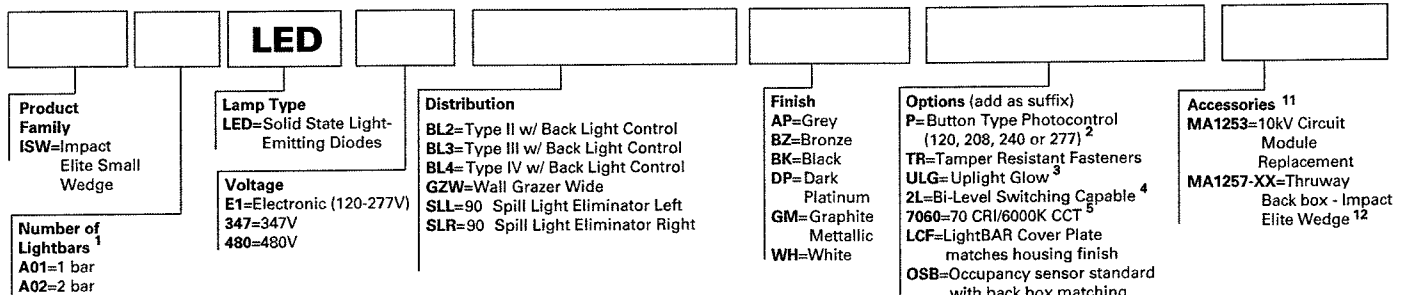 LED
Product
Family
ISW=Impact
Elite Small
Wedge
Number of
Lightbars 1
A01=1 bar
A02=2 bar
Lamp Type
LED=Solid State Light-
Emitting Diodes
Voltage
E1=Electronic (120-277V)
347=347V
480=480V
Distribution
BL2=Type II w/ Back Light Control
BL3=Type III w/ Back Light Control
BL4=Type IV w/ Back Light Control
GZW=Wall Grazer Wide
SLL=90 Spill Light Eliminator Left
SLR=90 Spill Light Eliminator Right
Finish
AP=Grey
BZ=Bronze
BK=Black
DP=Dark
Platinum
GM=Graphite
Mettallic
WH=White
Options (add as suffix)
P=Button Type Photocontrol
(120, 208, 240 or 277) 2
TR=Tamper Resistant Fasteners
ULG=Uplight Glow 3
2L=Bi-Level Switching Capable 4
7060=70 CRI/6000K CCT 5
LCF=LightBAR Cover Plate
matches housing finish
OSB=Occupancy sensor standard
with back box matching
Accessories 11
MA1253=10kV Circuit
Module
Replacement
MA1257-XX=Thruway
Back box - Impact
Elite Wedge 12